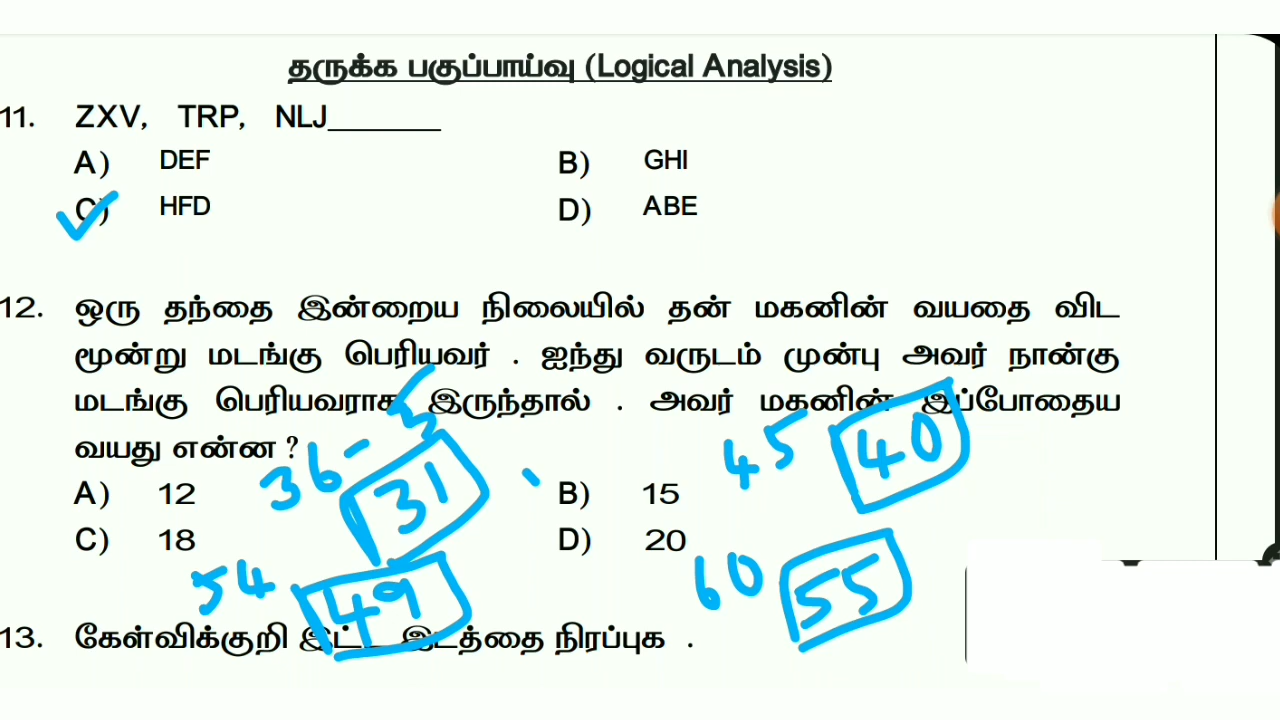 தருக்க பகுப்பாய்வு (Logical Analysis)
11. ZXV, TRP, NLJ_______
A) DEF B) GHI
C) HFD D) ABE
12. ஒரு தந்தை இன்றைய நிலையில் தன் மகனின் வயதை விட
மூன்று மடங்கு பெரியவர் . ஐந்து வருடம் முன்பு அவர் நான்கு
மடங்கு பெரியவராக இருந்தால் . அவர் மகனின் இப்போதைய
வயது என்ன ?
36 - 5
31
45 40
A) 12 B) 15
C) 18 D) 20
54 49
60 55
13. கேள்விக்குறி இட்ட இடத்தை நிரப்புக .